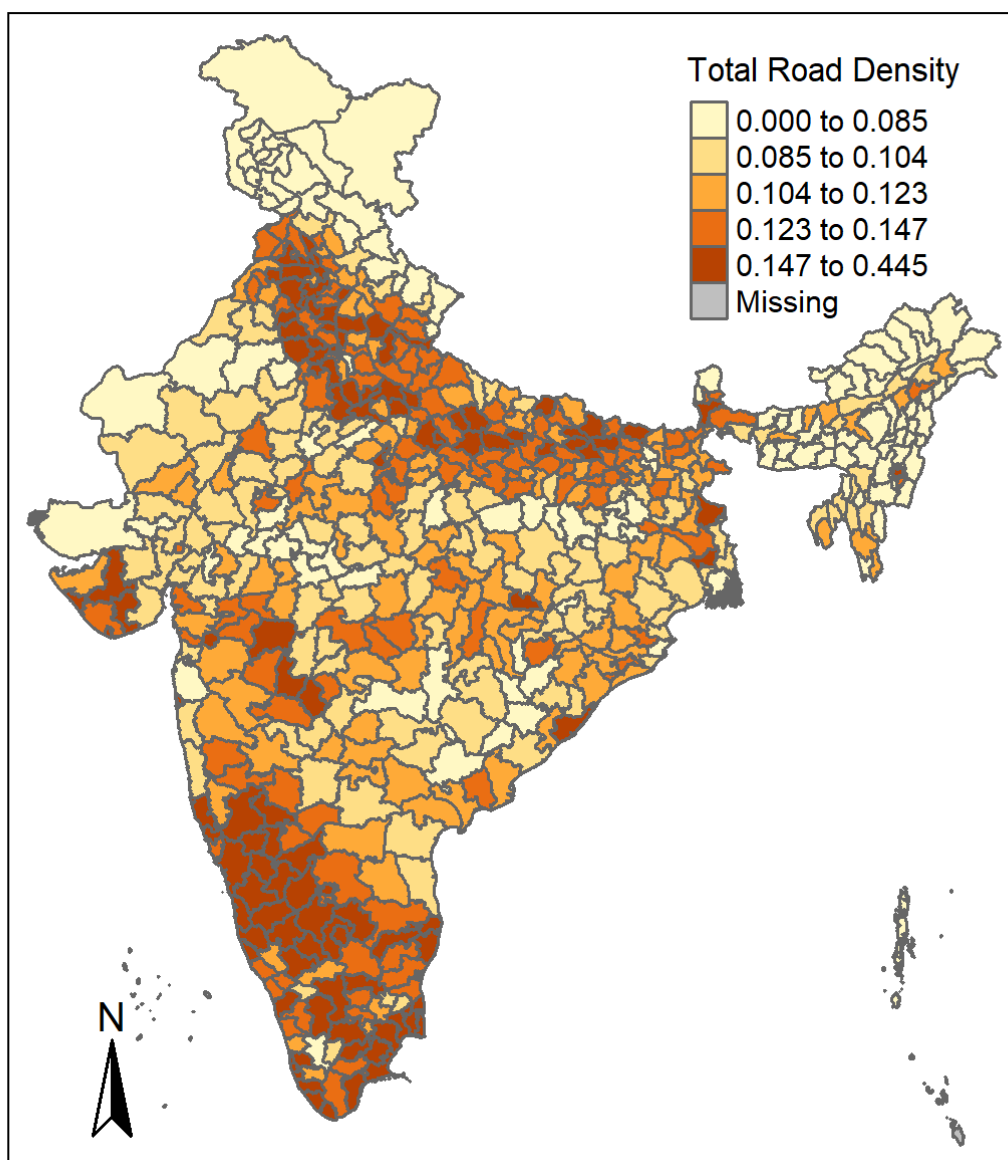 Total Road Density
0.000 to 0.085
0.085 to 0.104
0.104 to 0.123
0.123 to 0.147
0.147 to 0.445
Missing
N